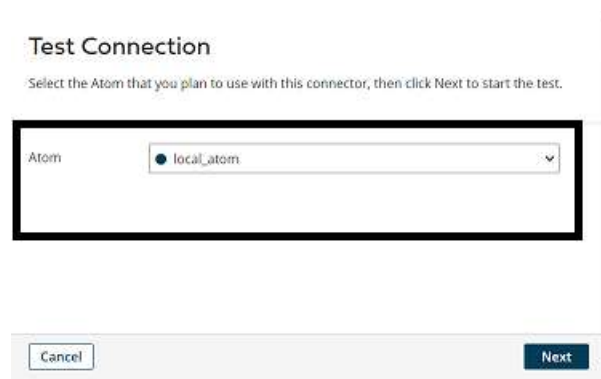 Test Connection
Select the Atom that you plan to use with this connector, then click Next to start the test.
Atom
local_atom
Cancel
Next